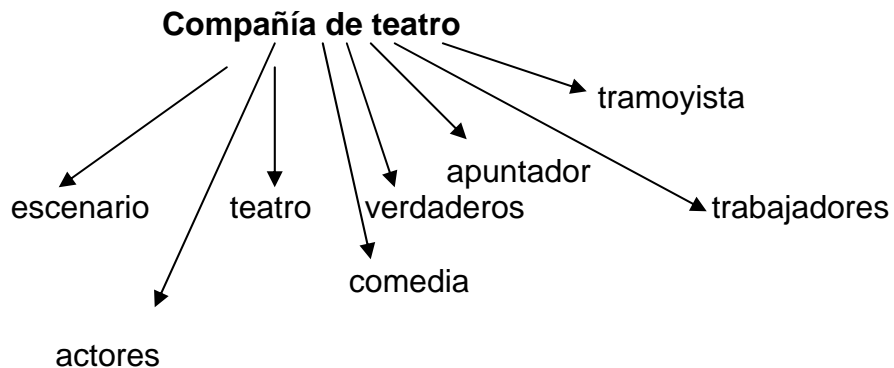 Compañía de teatro
tramoyista
apuntador
escenario teatro verdaderos trabajadores
comedia
actores